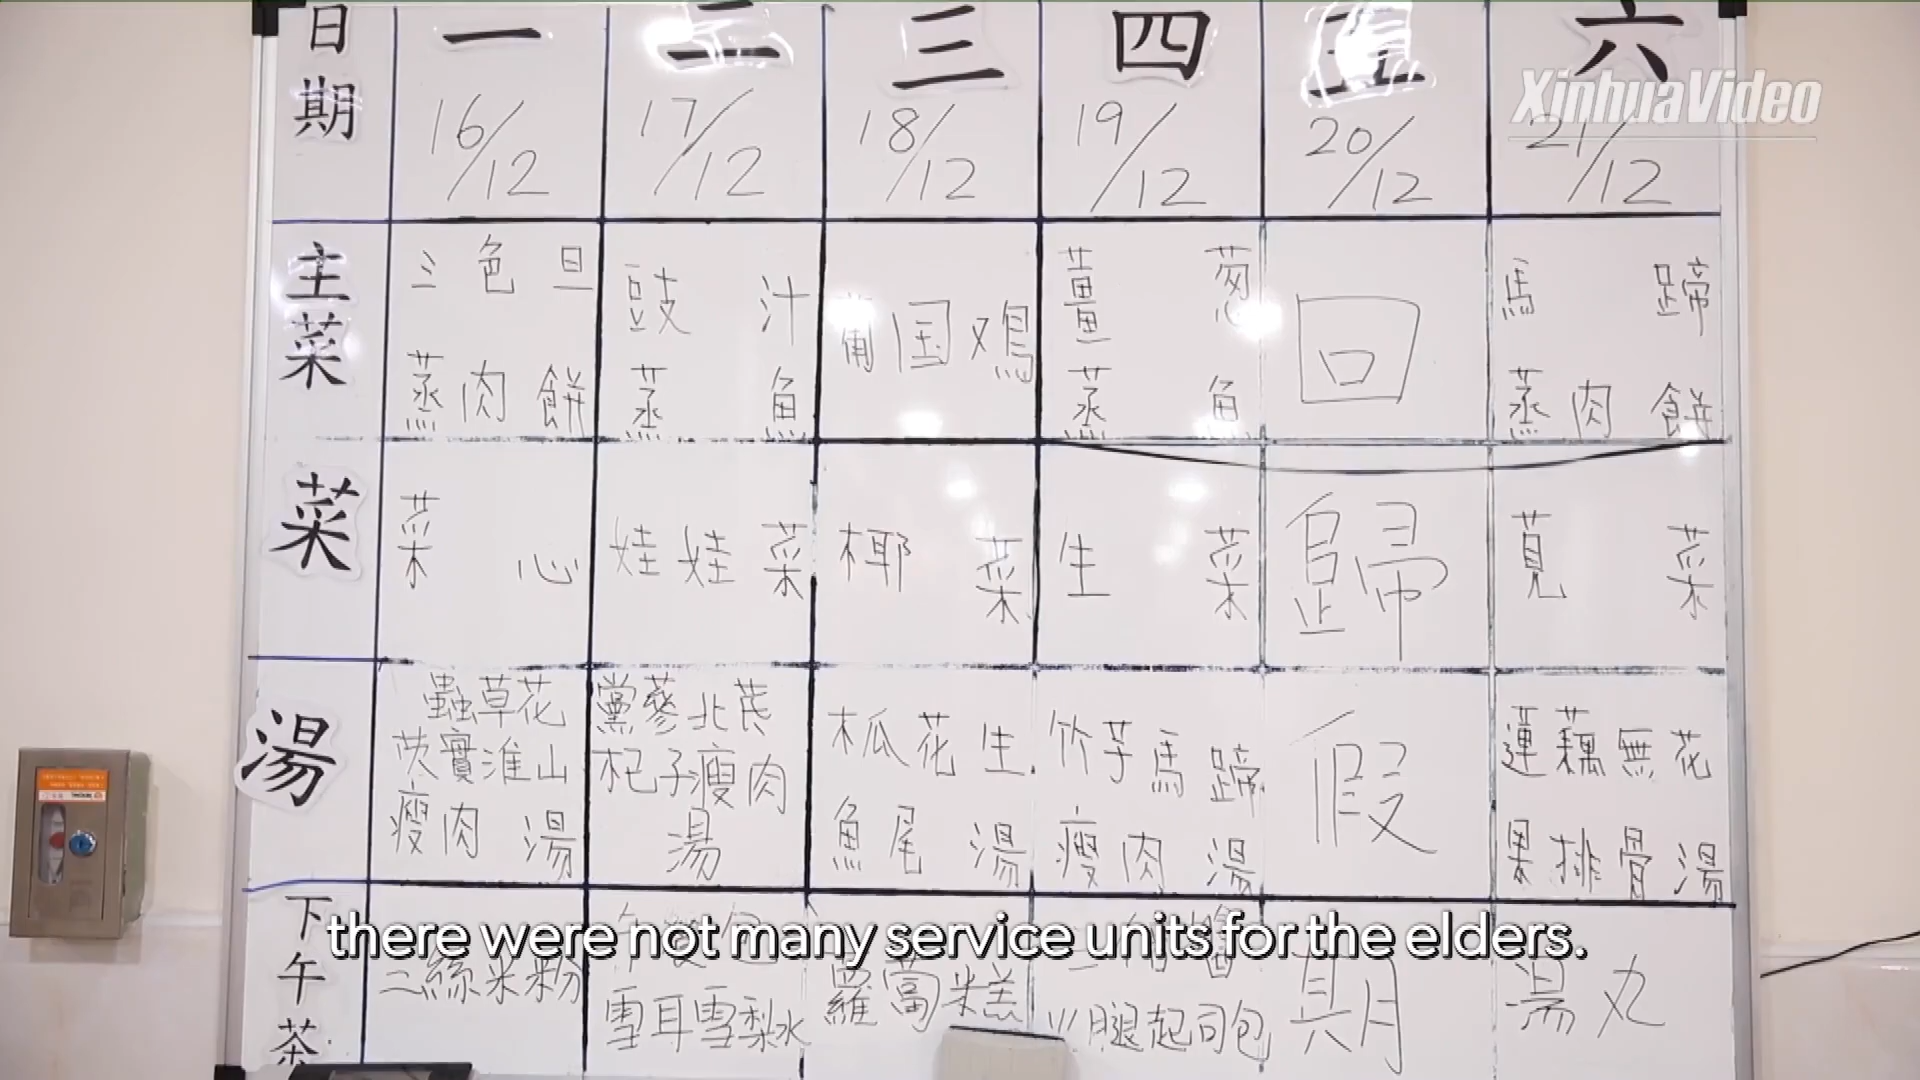 日期 一 二 三 四 五 六
16/12 17/12 18/12 19/12 20/12 21/12
XinhuaVideo
主菜
三色旦
蒸肉餅
豉汁
蒸魚
葡国鸡
薑葱
蒸魚
回
馬蹄
蒸肉餅
菜
菜心
娃娃菜
椰菜
生菜
歸
莧菜
湯
蟲草花
芡實淮山
瘦肉湯
黨蔘北芪
杞子瘦肉
湯
木瓜花生
魚尾湯
竹芋馬蹄
瘦肉湯
假
蓮藕無花
果排骨湯
下午茶
三絲米粉
雪耳雪梨水
蘿蔔糕
腿起司包
期
湯丸
there were not many service units for the elders.